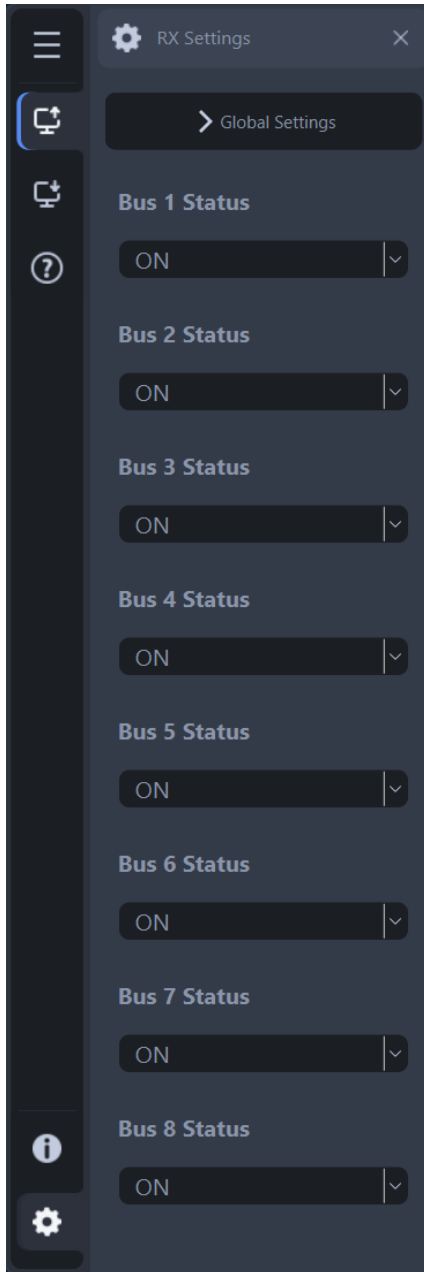 RX Settings
Global Settings
Bus 1 Status
ON
Bus 2 Status
ON
Bus 3 Status
ON
Bus 4 Status
ON
Bus 5 Status
ON
Bus 6 Status
ON
Bus 7 Status
ON
Bus 8 Status
ON